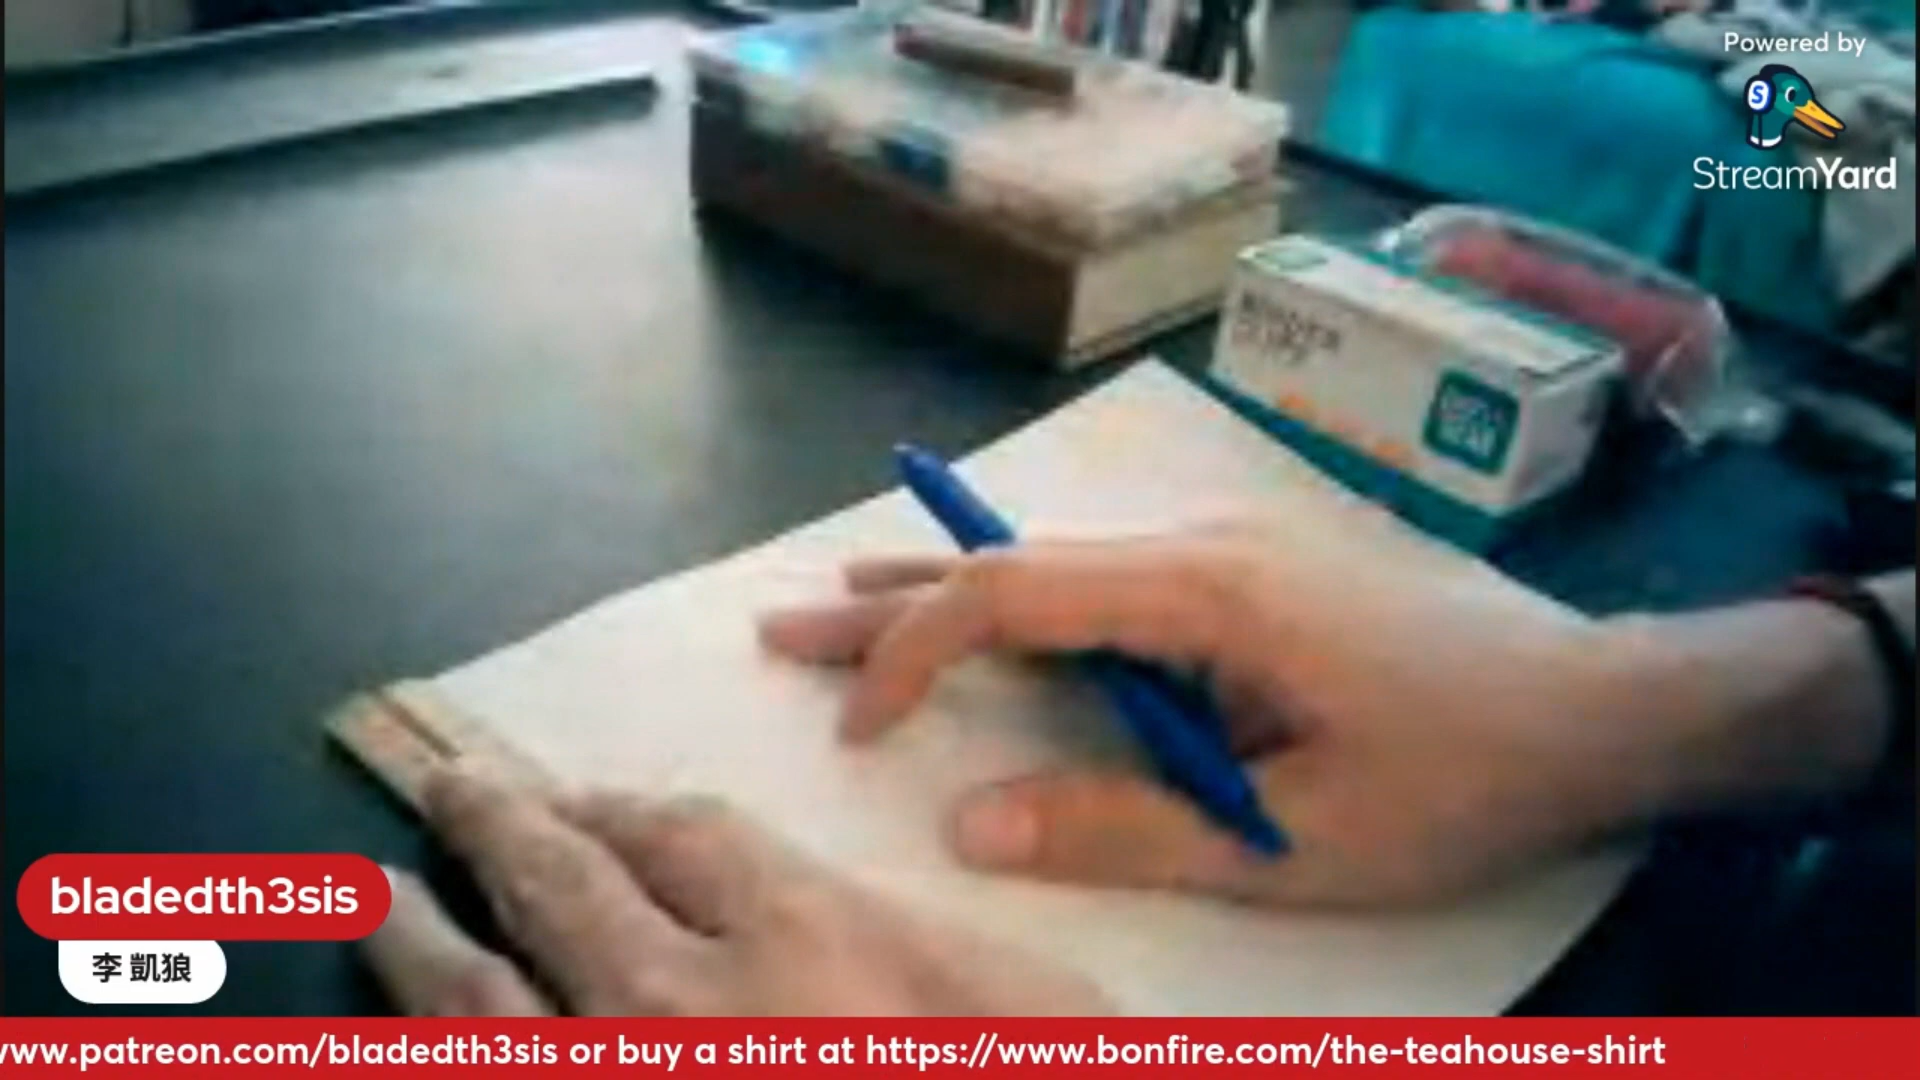 Powered by
S
StreamYard
bladedth3sis
李 凱狼
www.patreon.com/bladedth3sis or buy a shirt at https://www.bonfire.com/the-teahouse-shirt